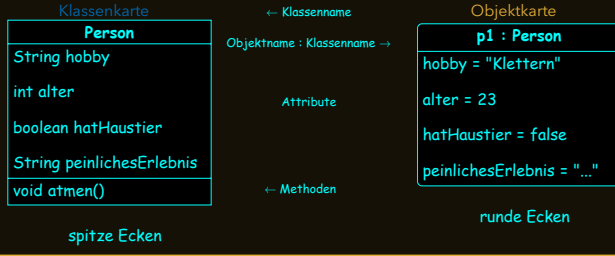 Klassenkarte
Person
String hobby
int alter
boolean hatHaustier
String peinlichesErlebnis
void atmen()
spitze Ecken
← Klassenname
Objektname : Klassenname →
Attribute
← Methoden
Objektkarte
p1 : Person
hobby = "Klettern"
alter = 23
hatHaustier = false
peinlichesErlebnis = "..."
runde Ecken